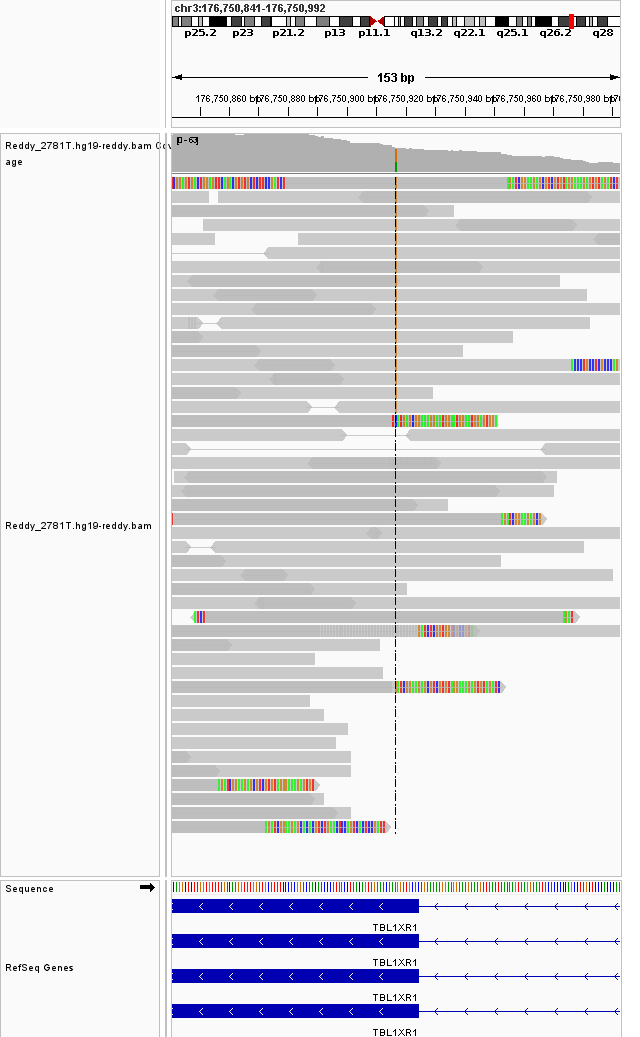 chr3:176,750,841-176,750,992
p25.2 p23 p21.2 p13 p11.1 q13.2 q22.1 q25.1 q26.2 q28
153 bp
176,750,860 bp 176,750,880 bp 176,750,900 bp 176,750,920 bp 176,750,940 bp 176,750,960 bp 176,750,980 bp
Reddy_2781T.hg19-reddy.bam Cov
age
[0-63]
Reddy_2781T.hg19-reddy.bam
Sequence
TBL1XR1
TBL1XR1
RefSeq Genes
TBL1XR1
TBL1XR1